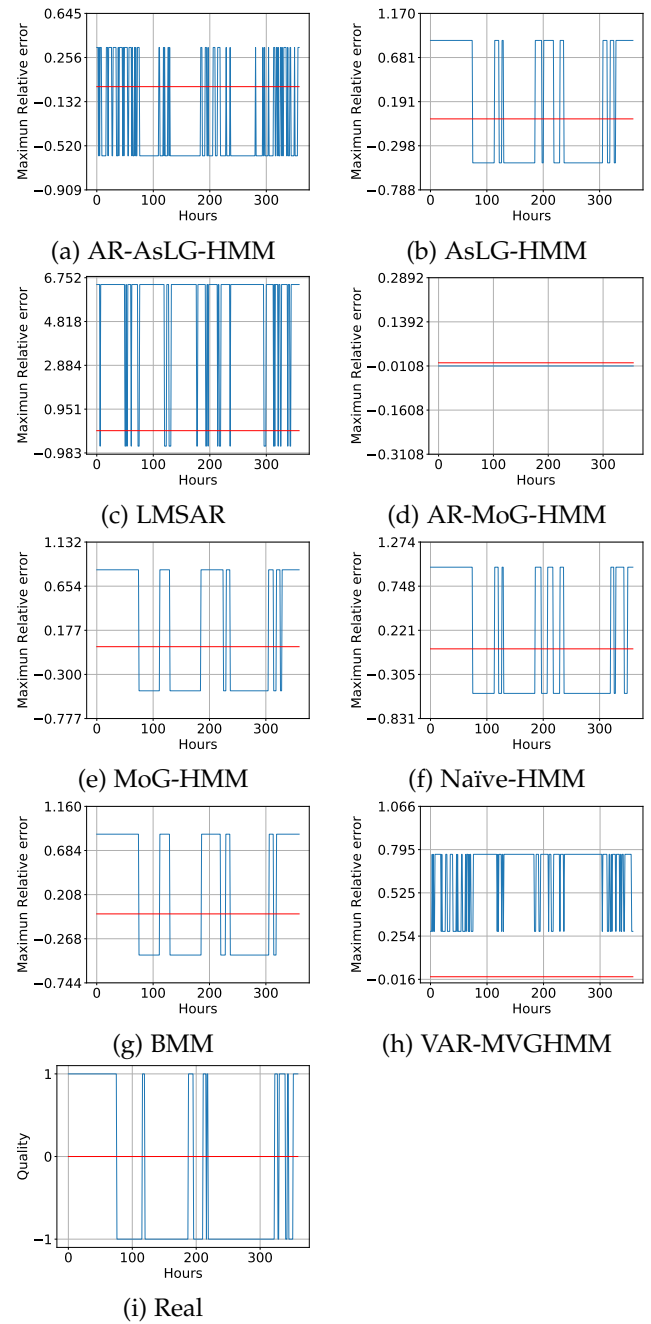 0.645
0.256
−0.132
−0.520
−0.909
Maximun Relative error
0 100 200 300
Hours
(a) AR-AsLG-HMM
1.170
0.681
0.191
−0.298
−0.788
Maximun Relative error
0 100 200 300
Hours
(b) AsLG-HMM
6.752
4.818
2.884
0.951
−0.983
Maximun Relative error
0 100 200 300
Hours
(c) LMSAR
0.2892
0.1392
−0.0108
−0.1608
−0.3108
Maximun Relative error
0 100 200 300
Hours
(d) AR-MoG-HMM
1.132
0.654
0.177
−0.300
−0.777
Maximun Relative error
0 100 200 300
Hours
(e) MoG-HMM
1.274
0.748
0.221
−0.305
−0.831
Maximun Relative error
0 100 200 300
Hours
(f) Naïve-HMM
1.160
0.684
0.208
−0.268
−0.744
Maximun Relative error
0 100 200 300
Hours
(g) BMM
1.066
0.795
0.525
0.254
−0.016
Maximun Relative error
0 100 200 300
Hours
(h) VAR-MVGHMM
1
0
−1
Quality
0 100 200 300
Hours
(i) Real